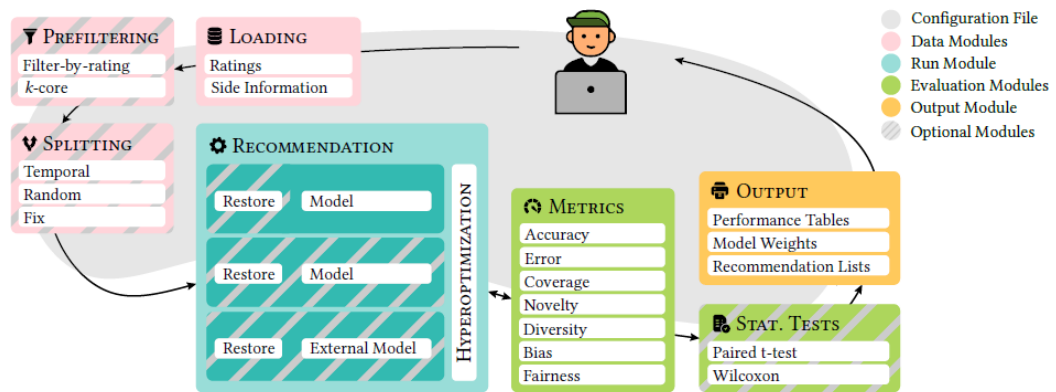 PREFILTERING
Filter-by-rating
k-core
LOADING
Ratings
Side Information
Configuration File
Data Modules
Run Module
Evaluation Modules
Output Module
Optional Modules
SPLITTING
Temporal
Random
Fix
RECOMMENDATION
Restore
Model
Restore
Model
Restore
External Model
HYPEROPTIMIZATION
METRICS
Accuracy
Error
Coverage
Novelty
Diversity
Bias
Fairness
OUTPUT
Performance Tables
Model Weights
Recommendation Lists
STAT. TESTS
Paired t-test
Wilcoxon